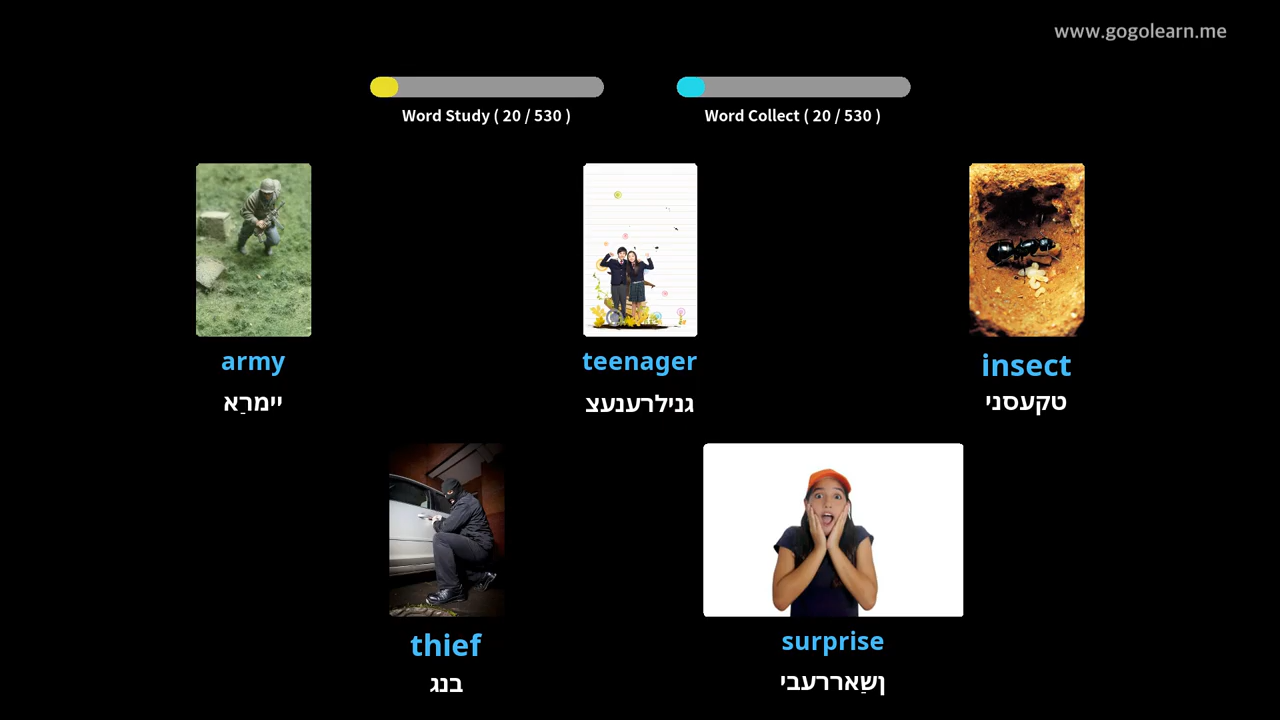 www.gogolearn.me
Word Study ( 20 / 530 )
Word Collect ( 20 / 530 )
army
יימרַא
teenager
גנילרענעצ
insect
טקעסני
thief
בנג
surprise
ןשַאררעבי